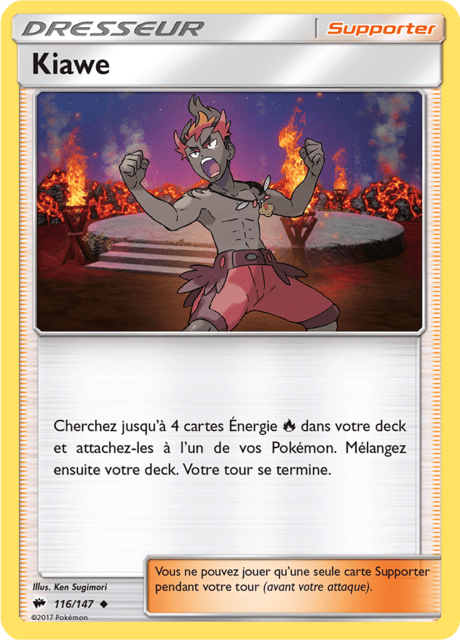 DRESSEUR
Supporter
Kiawe
Cherchez jusqu'à 4 cartes Énergie dans votre deck
et attachez-les à l'un de vos Pokémon. Mélangez
ensuite votre deck. Votre tour se termine.
Vous ne pouvez jouer qu'une seule carte Supporter
pendant votre tour (avant votre attaque).
Illus. Ken Sugimori
116/147
©2017 Pokémon